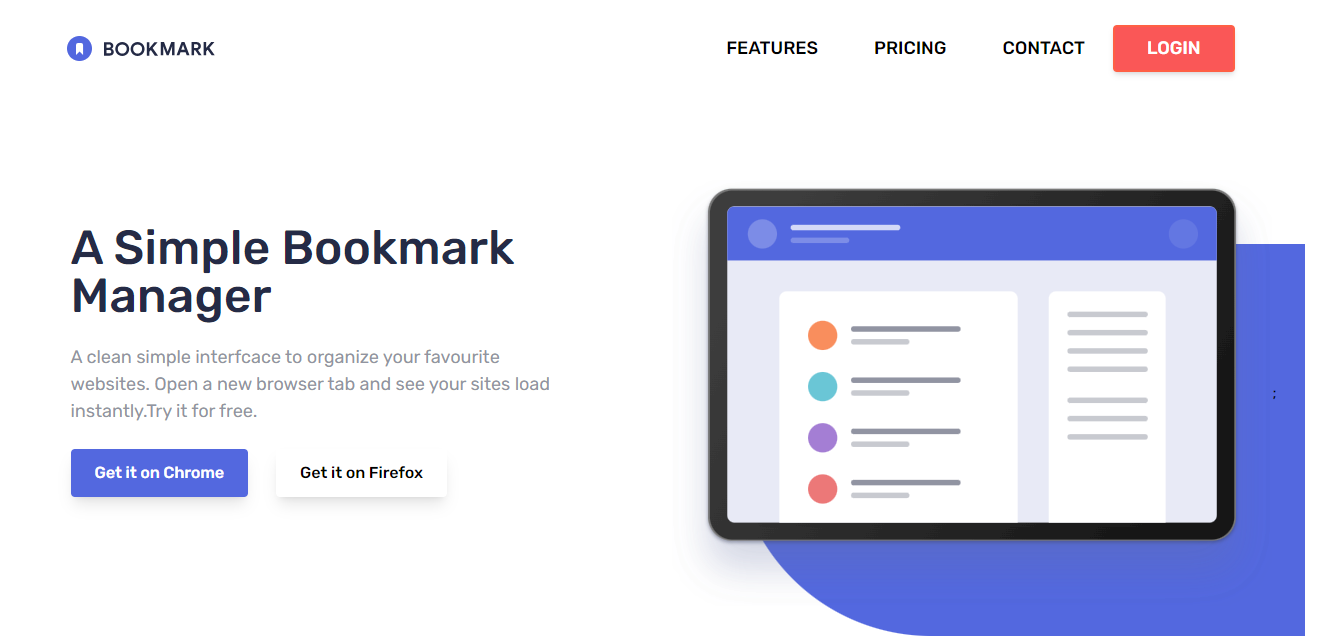 BOOKMARK
FEATURES PRICING CONTACT LOGIN
A Simple Bookmark
Manager
A clean simple interfcace to organize your favourite
websites. Open a new browser tab and see your sites load
instantly.Try it for free.
Get it on Chrome Get it on Firefox
;